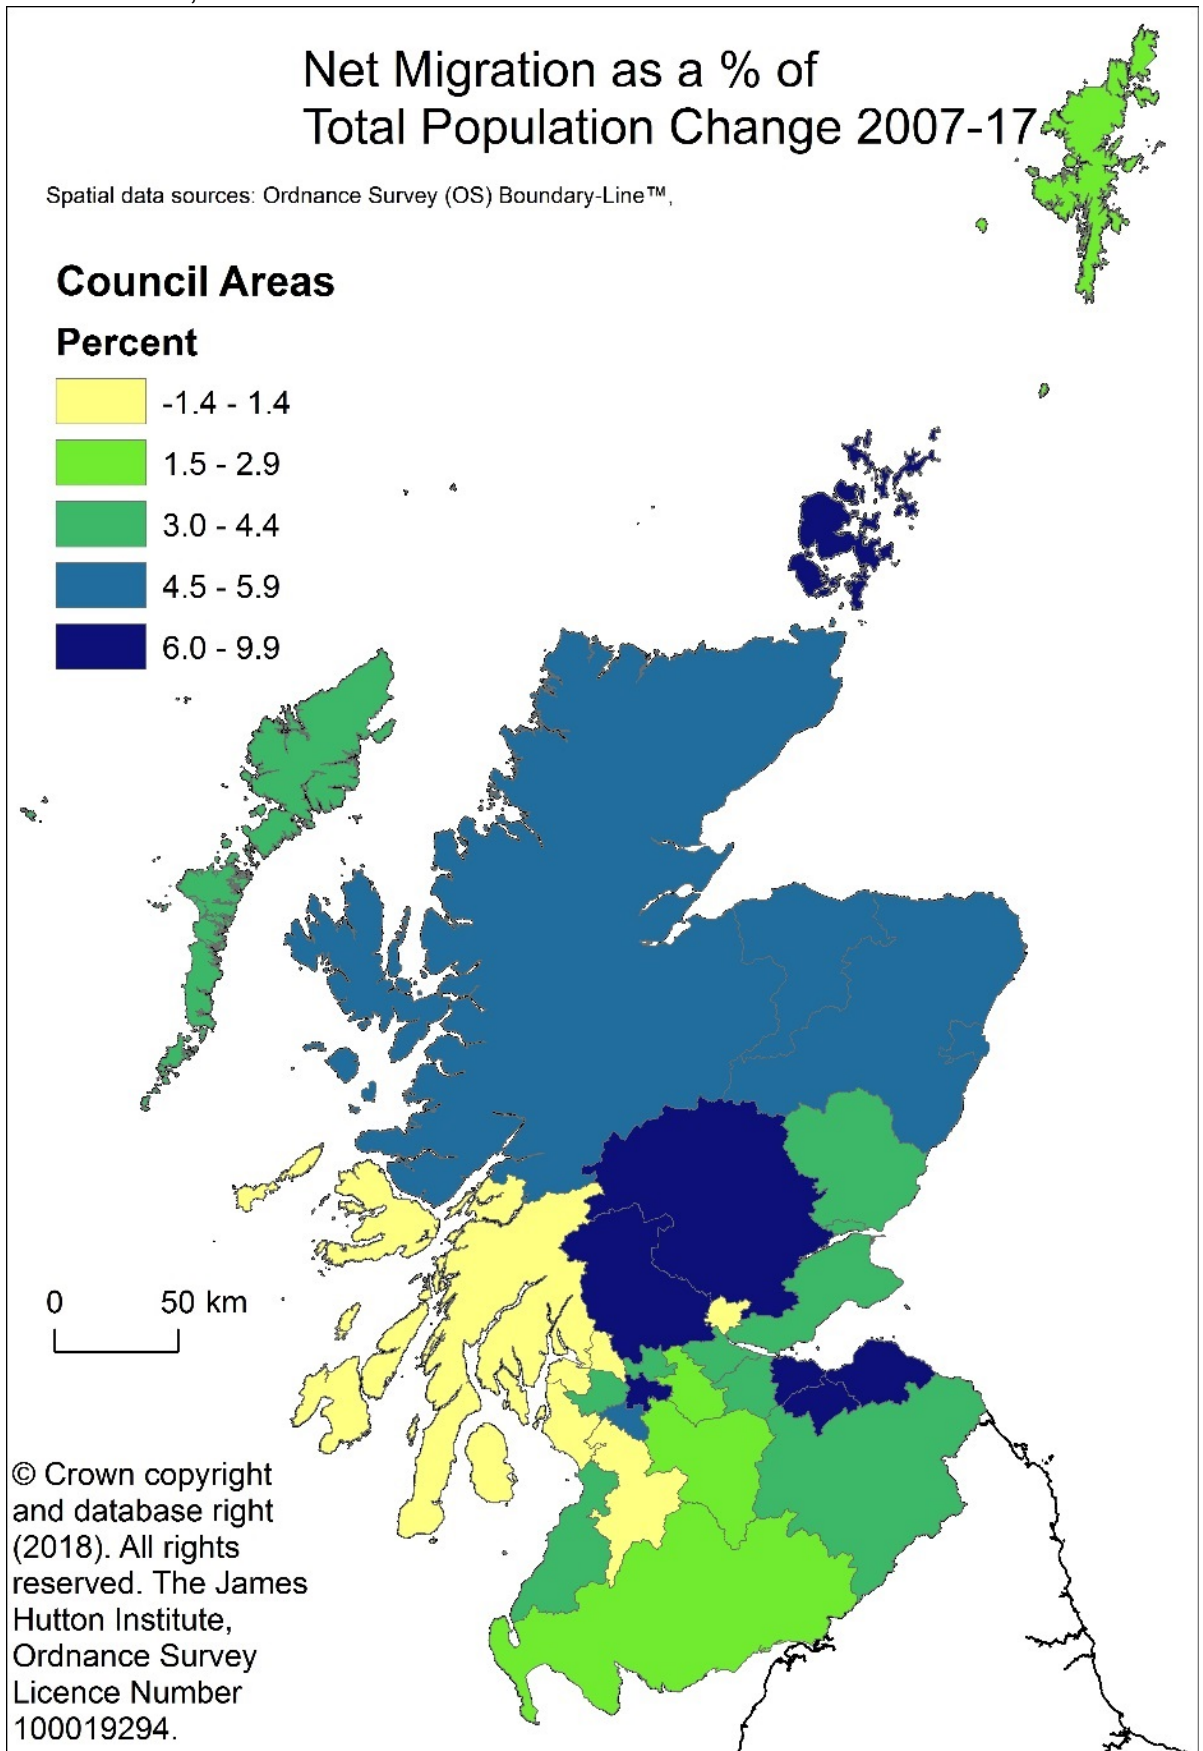 Net Migration as a % of
Total Population Change 2007-17
Spatial data sources: Ordnance Survey (OS) Boundary-Line™,
Council Areas
Percent
-1.4 - 1.4
1.5 - 2.9
3.0 - 4.4
4.5 - 5.9
6.0 - 9.9
0 50 km
© Crown copyright
and database right
(2018). All rights
reserved. The James
Hutton Institute,
Ordnance Survey
Licence Number
100019294.